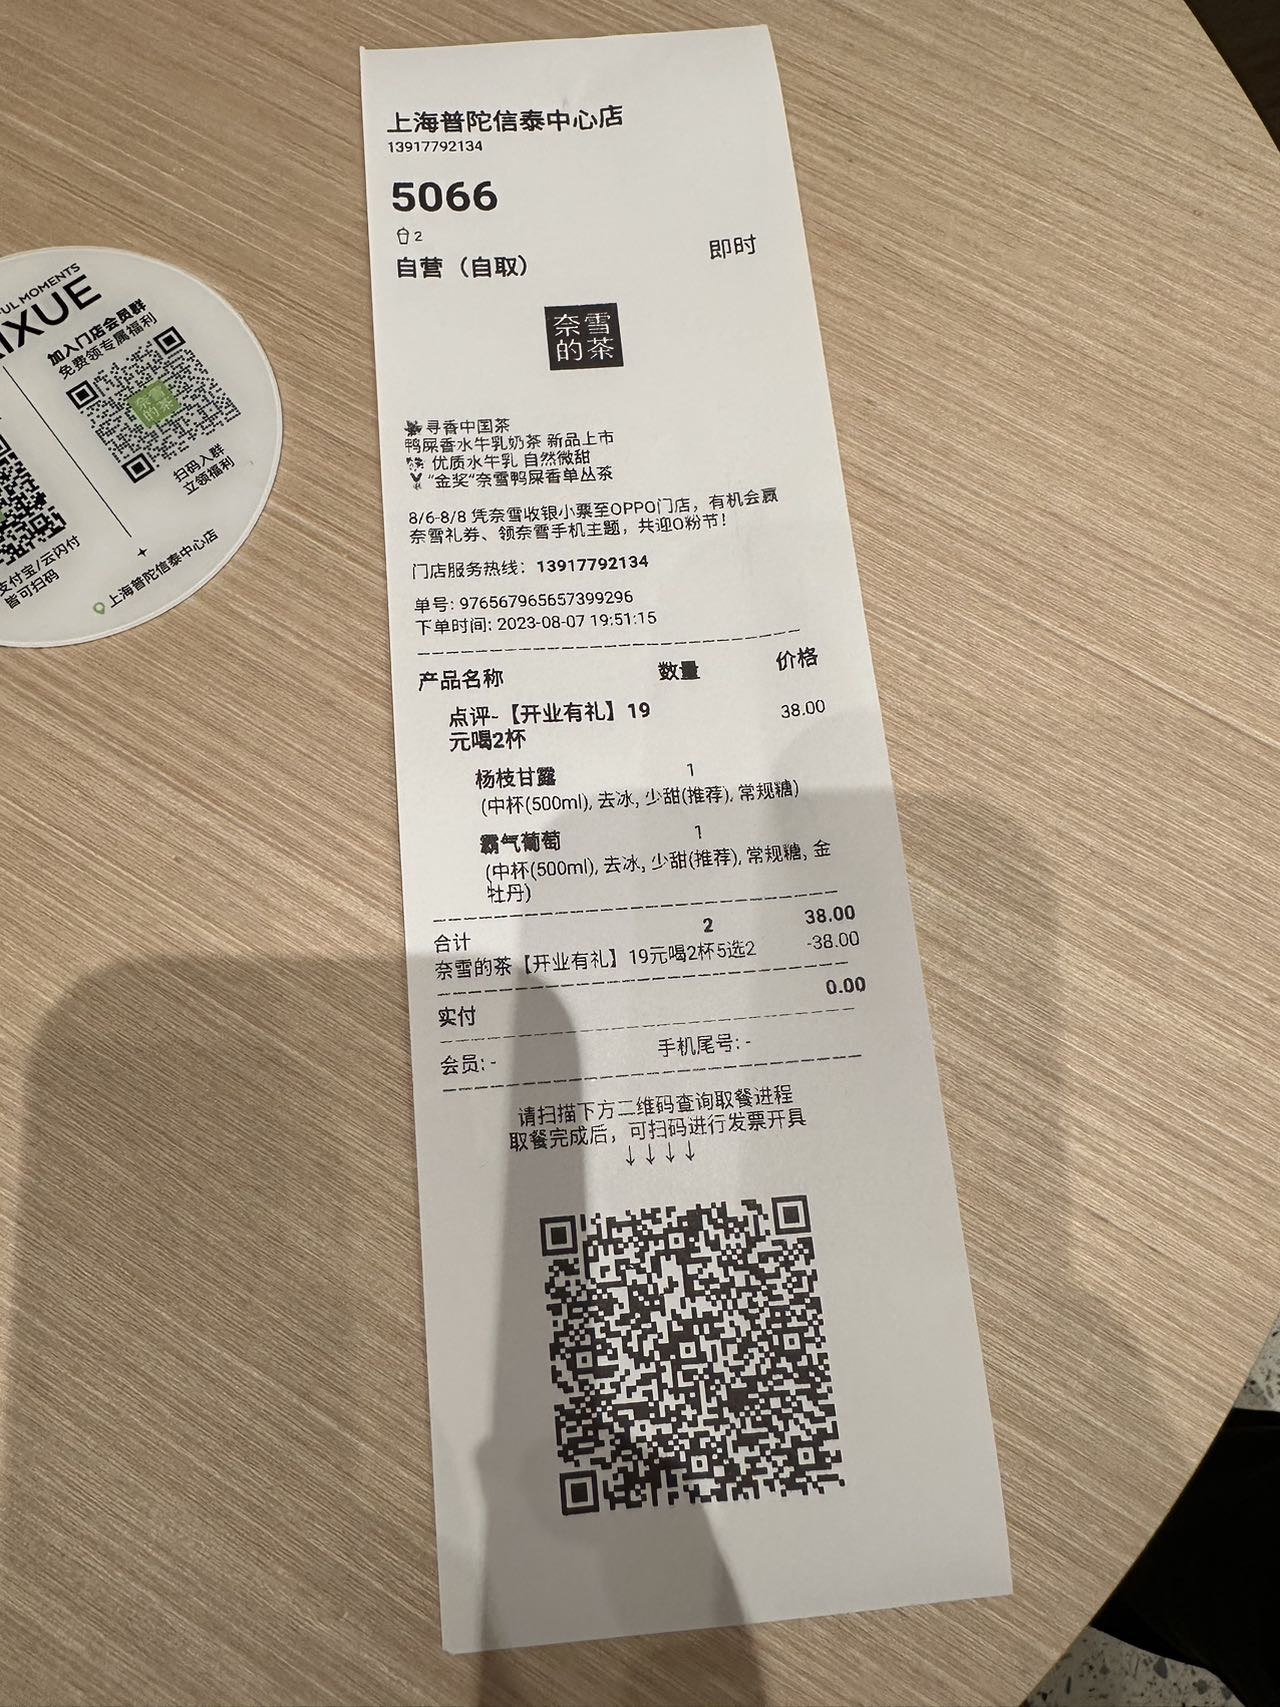 上海普陀信泰中心店
13917792134
5066
2
自营（自取）
即时
奈雪
的茶
寻香中国茶
鸭屎香水牛乳奶茶 新品上市
优质水牛乳 自然微甜
“金奖“奈雪鸭屎香单丛茶
8/6-8/8 凭奈雪收银小票至OPPO门店，有机会赢
奈雪礼券、领奈雪手机主题，共迎O粉节！
门店服务热线：13917792134
单号: 976567965657399296
下单时间: 2023-08-07 19:51:15
产品名称 数量 价格
点评-【开业有礼】19 38.00
元喝2杯
杨枝甘露 1
(中杯(500ml), 去冰, 少甜(推荐), 常规糖)
霸气葡萄 1
(中杯(500ml), 去冰, 少甜(推荐), 常规糖, 金
牡丹)
合计 2 38.00
奈雪的茶【开业有礼】19元喝2杯5选2 -38.00
实付 0.00
会员: - 手机尾号: -
请扫描下方二维码查询取餐进程
取餐完成后，可扫码进行发票开具
↓↓↓↓
UL MOMENTS
IXUE
加入门店会员群
免费领专属福利
奈雪
的茶
扫码入群
立领福利
支付宝/云闪付
皆可扫码
上海普陀信泰中心店